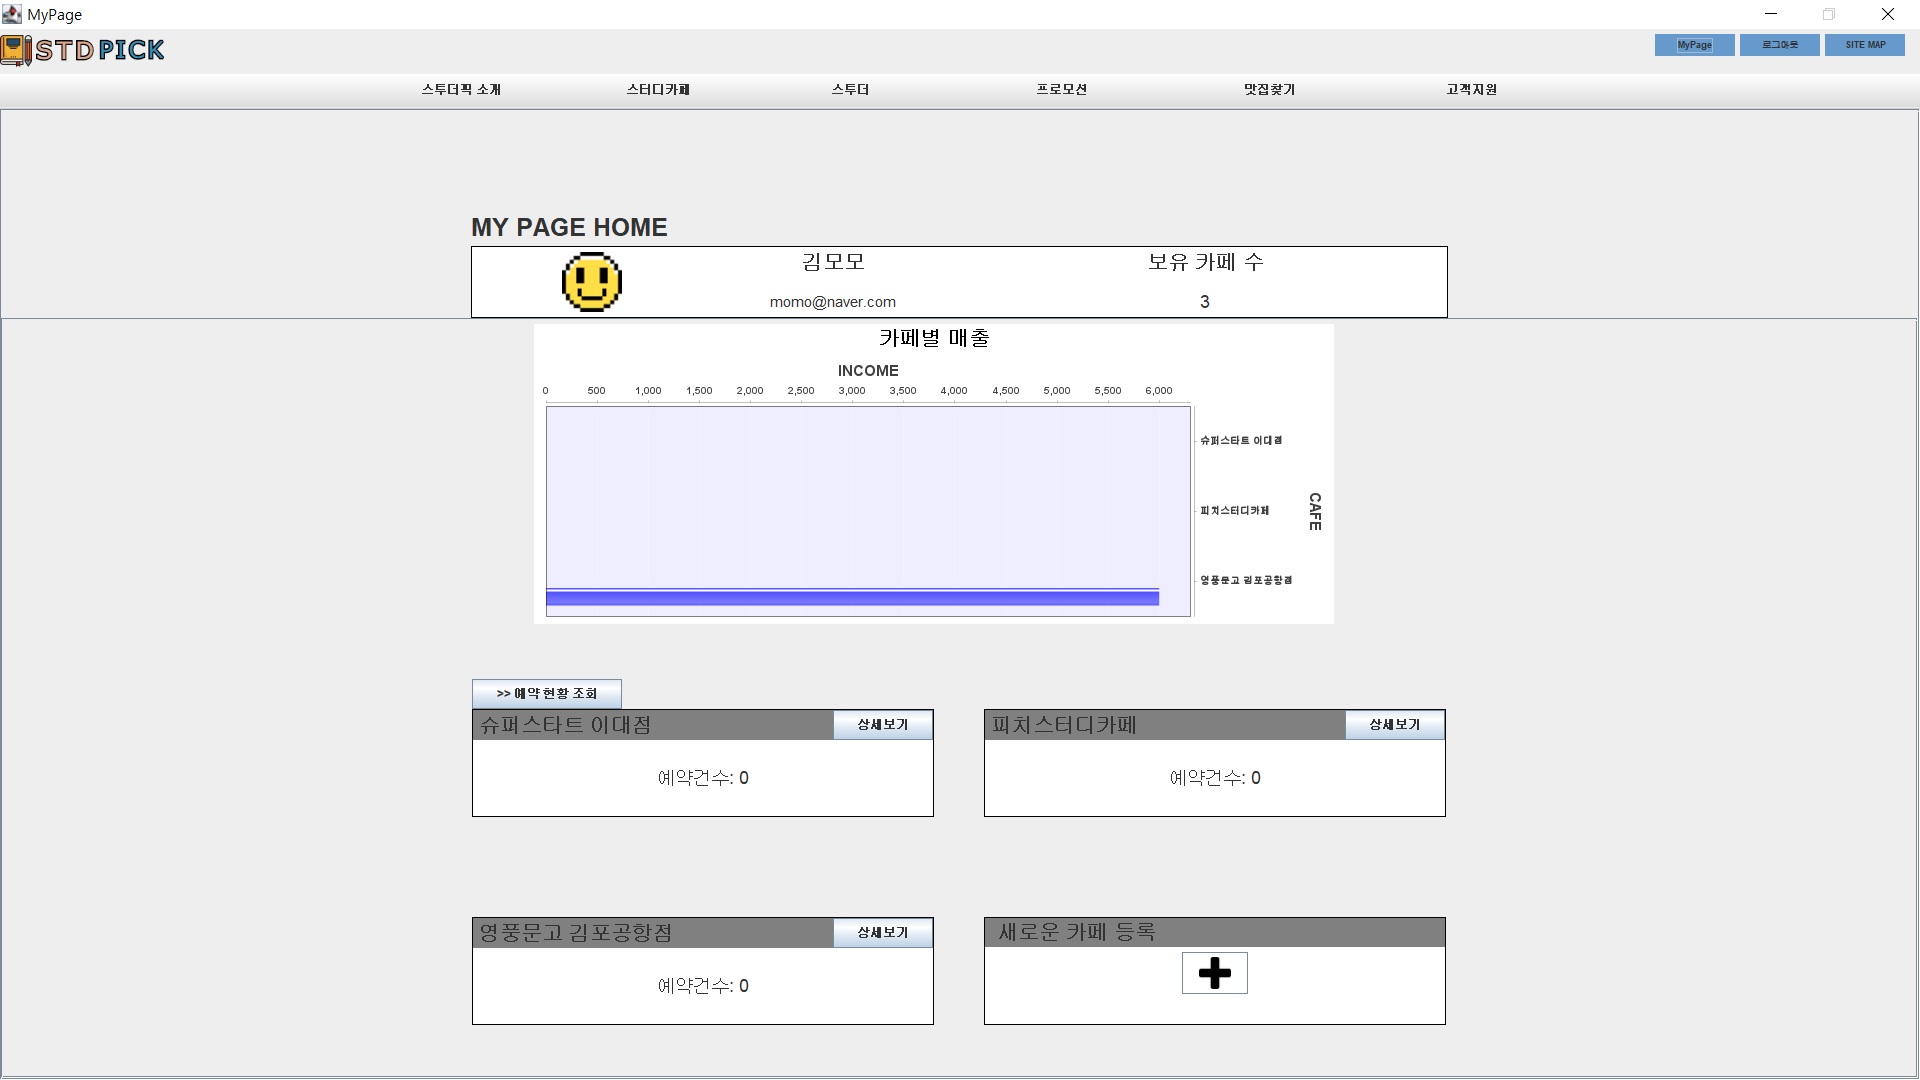 MyPage
STD PICK
MyPage 로그아웃 SITE MAP
스투더픽 소개 스터디카페 스투더 프로모션 맛집찾기 고객지원
MY PAGE HOME
김모모 보유 카페 수
momo@naver.com 3
카페별 매출
INCOME
0 500 1,000 1,500 2,000 2,500 3,000 3,500 4,000 4,500 5,000 5,500 6,000
슈퍼스타트 이대점
피치스터디카페
CAFE
영풍문고 김포공항점
>> 예약 현황 조회
슈퍼스타트 이대점 상세보기
예약건수: 0
피치스터디카페 상세보기
예약건수: 0
영풍문고 김포공항점 상세보기
예약건수: 0
새로운 카페 등록